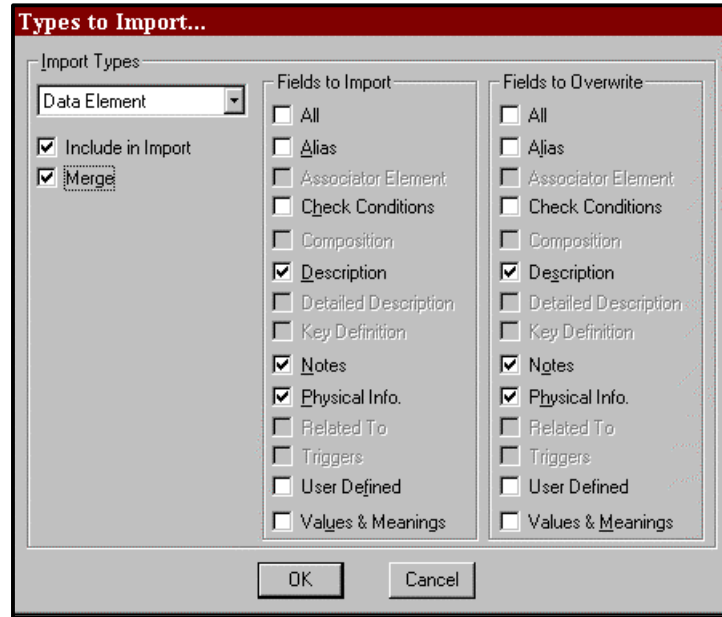 Types to Import...
Import Types
Data Element
Include in Import
Merge
Fields to Import
All
Alias
Associator Element
Check Conditions
Composition
Description
Detailed Description
Key Definition
Notes
Physical Info.
Related To
Triggers
User Defined
Values & Meanings
Fields to Overwrite
All
Alias
Associator Element
Check Conditions
Composition
Description
Detailed Description
Key Definition
Notes
Physical Info.
Related To
Triggers
User Defined
Values & Meanings
OK
Cancel